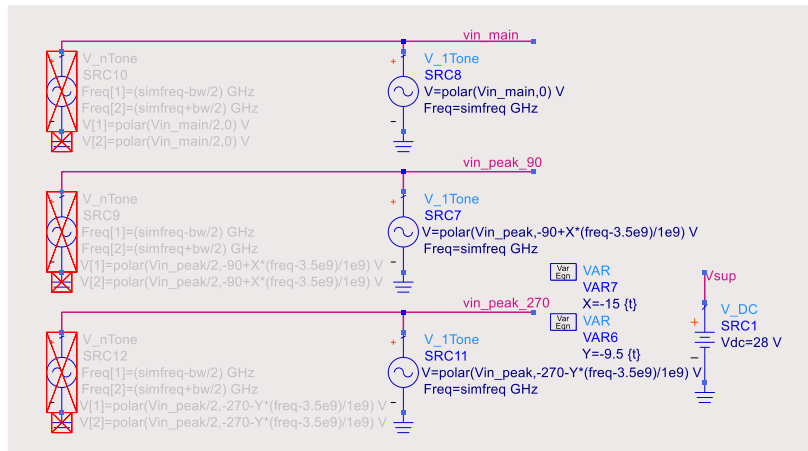 vin_main
V_nTone
SRC10
Freq[1]=(simfreq-bw/2) GHz
Freq[2]=(simfreq+bw/2) GHz
V[1]=polar(Vin_main/2,0) V
V[2]=polar(Vin_main/2,0) V
V_1Tone
SRC8
V=polar(Vin_main,0) V
Freq=simfreq GHz
vin_peak_90
V_nTone
SRC9
Freq[1]=(simfreq-bw/2) GHz
Freq[2]=(simfreq+bw/2) GHz
V[1]=polar(Vin_peak/2,-90+X*(freq-3.5e9)/1e9) V
V[2]=polar(Vin_peak/2,-90+X*(freq-3.5e9)/1e9) V
V_1Tone
SRC7
V=polar(Vin_peak,-90+X*(freq-3.5e9)/1e9) V
Freq=simfreq GHz
Var
Eqn
VAR
VAR7
X=-15 {t}
Vsup
vin_peak_270
V_nTone
SRC12
Freq[1]=(simfreq-bw/2) GHz
Freq[2]=(simfreq+bw/2) GHz
V[1]=polar(Vin_peak/2,-270-Y*(freq-3.5e9)/1e9) V
V[2]=polar(Vin_peak/2,-270-Y*(freq-3.5e9)/1e9) V
V_1Tone
SRC11
V=polar(Vin_peak,-270-Y*(freq-3.5e9)/1e9) V
Freq=simfreq GHz
Var
Eqn
VAR
VAR6
Y=-9.5 {t}
V_DC
SRC1
Vdc=28 V